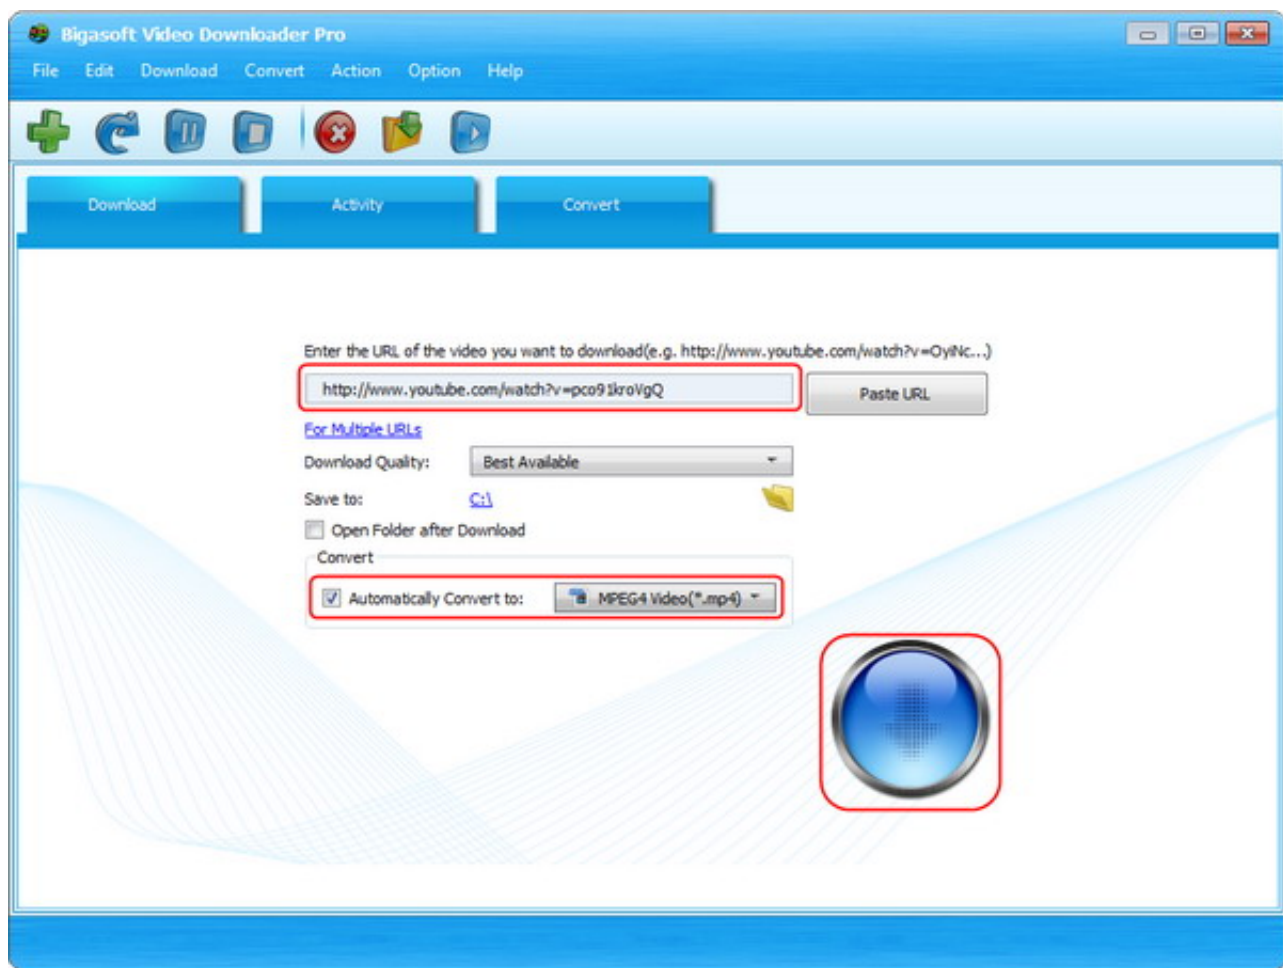 Bigasoft Video Downloader Pro
File Edit Download Convert Action Option Help
Download Activity Convert
Enter the URL of the video you want to download(e.g. http://www.youtube.com/watch?v=OyiNc...)
http://www.youtube.com/watch?v=pco91kroVgQ Paste URL
For Multiple URLs
Download Quality: Best Available
Save to: C:\
Open Folder after Download
Convert
Automatically Convert to: MPEG4 Video(*.mp4)